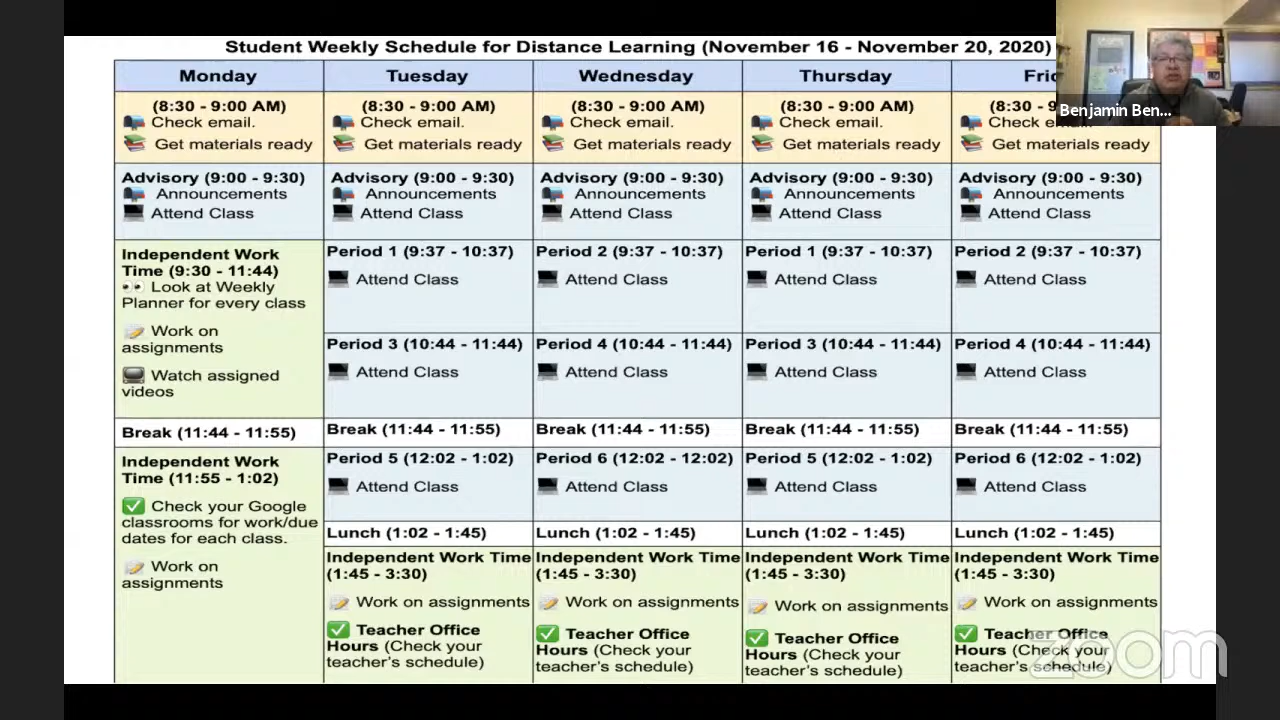 Student Weekly Schedule for Distance Learning (November 16 - November 20, 2020)
Benjamin Ben...
Monday
Tuesday
Wednesday
Thursday
(8:30 - 9:00 AM)
Check email.
Get materials ready
(8:30 - 9:00 AM)
Check email.
Get materials ready
(8:30 - 9:00 AM)
Check email.
Get materials ready
(8:30 - 9:00 AM)
Check email.
Get materials ready
Check email.
Get materials ready
Advisory (9:00 - 9:30)
Announcements
Attend Class
Advisory (9:00 - 9:30)
Announcements
Attend Class
Advisory (9:00 - 9:30)
Announcements
Attend Class
Advisory (9:00 - 9:30)
Announcements
Attend Class
Advisory (9:00 - 9:30)
Announcements
Attend Class
Independent Work
Time (9:30 - 11:44)
Look at Weekly
Planner for every class
Work on
assignments
Watch assigned
videos
Period 1 (9:37 - 10:37)
Attend Class
Period 2 (9:37 - 10:37)
Attend Class
Period 1 (9:37 - 10:37)
Attend Class
Period 2 (9:37 - 10:37)
Attend Class
Period 3 (10:44 - 11:44)
Attend Class
Period 4 (10:44 - 11:44)
Attend Class
Period 3 (10:44 - 11:44)
Attend Class
Period 4 (10:44 - 11:44)
Attend Class
Break (11:44 - 11:55)
Break (11:44 - 11:55)
Break (11:44 - 11:55)
Break (11:44 - 11:55)
Break (11:44 - 11:55)
Independent Work
Time (11:55 - 1:02)
Check your Google
classrooms for work/due
dates for each class.
Work on
assignments
Period 5 (12:02 - 1:02)
Attend Class
Period 6 (12:02 - 12:02)
Attend Class
Period 5 (12:02 - 1:02)
Attend Class
Period 6 (12:02 - 1:02)
Attend Class
Lunch (1:02 - 1:45)
Lunch (1:02 - 1:45)
Lunch (1:02 - 1:45)
Lunch (1:02 - 1:45)
Independent Work Time
(1:45 - 3:30)
Work on assignments
Teacher Office
Hours (Check your
teacher's schedule)
Independent Work Time
(1:45 - 3:30)
Work on assignments
Teacher Office
Hours (Check your
teacher's schedule)
Independent Work Time
(1:45 - 3:30)
Work on assignments
Teacher Office
Hours (Check your
teacher's schedule)
Independent Work Time
(1:45 - 3:30)
Work on assignments
Teacher Office
Hours (Check your
teacher's schedule)
zoom